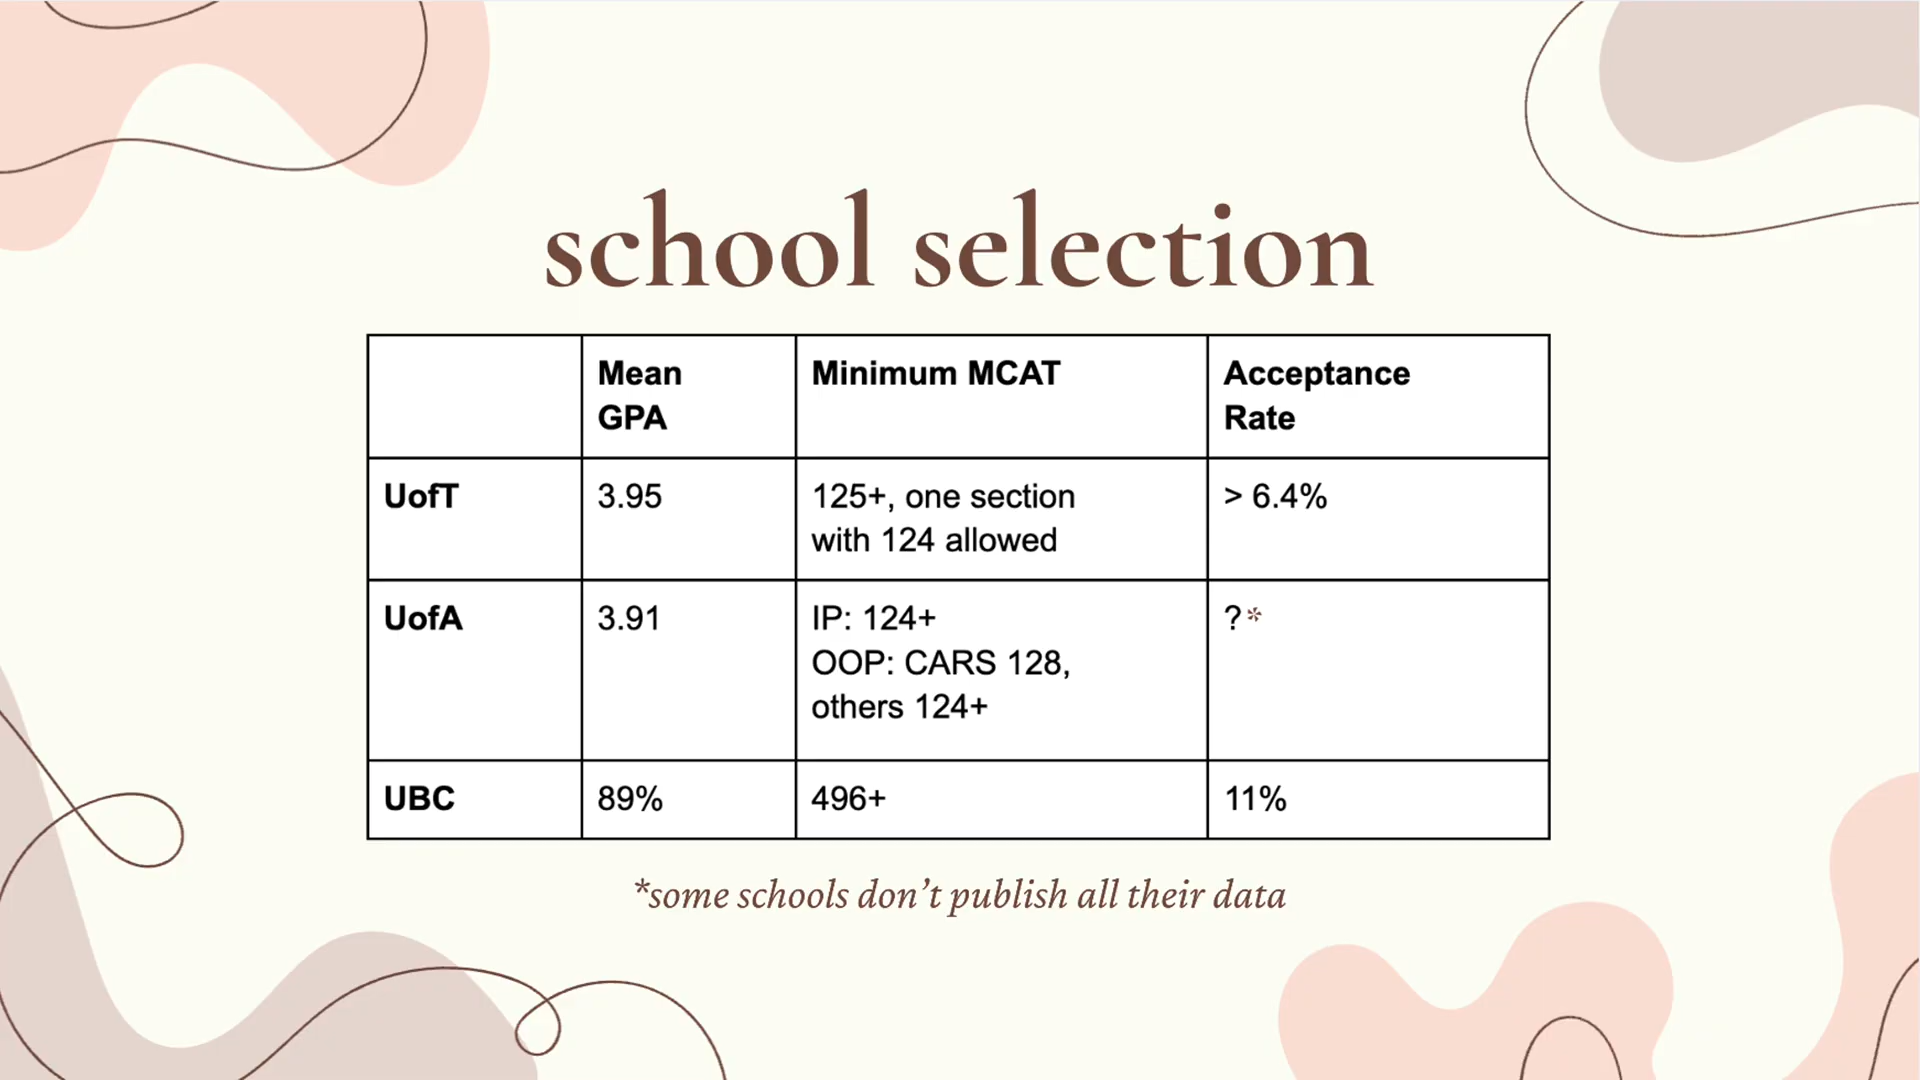 school selection
Mean
GPA
Minimum MCAT
Acceptance
Rate
UofT
3.95
125+, one section
with 124 allowed
> 6.4%
UofA
3.91
IP: 124+
OOP: CARS 128,
others 124+
?*
UBC
89%
496+
11%
*some schools don’t publish all their data